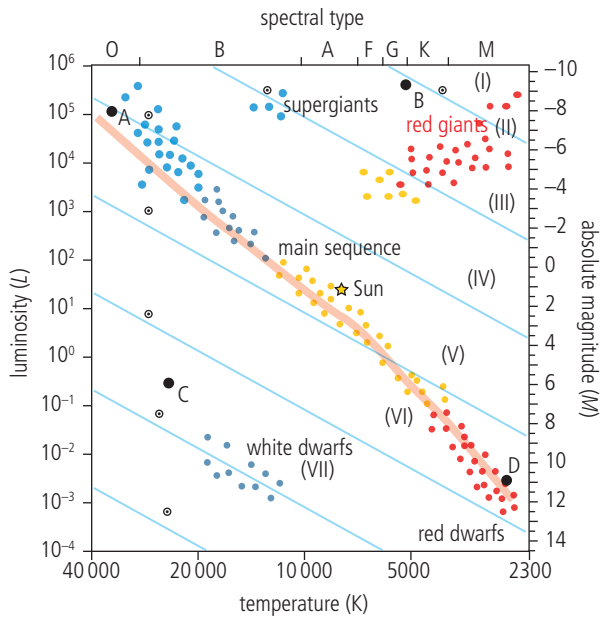 spectral type
O B A F G K M
10⁶
10⁵
10⁴
10³
10²
10¹
10⁰
10⁻¹
10⁻²
10⁻³
10⁻⁴
luminosity (L)
−10
−8
−6
−4
−2
0
2
4
6
8
10
12
14
absolute magnitude (M)
(I)
A
B
supergiants
red giants (II)
(III)
main sequence
(IV)
Sun
(V)
C
(VI)
white dwarfs
(VII)
D
red dwarfs
40 000 20 000 10 000 5000 2300
temperature (K)